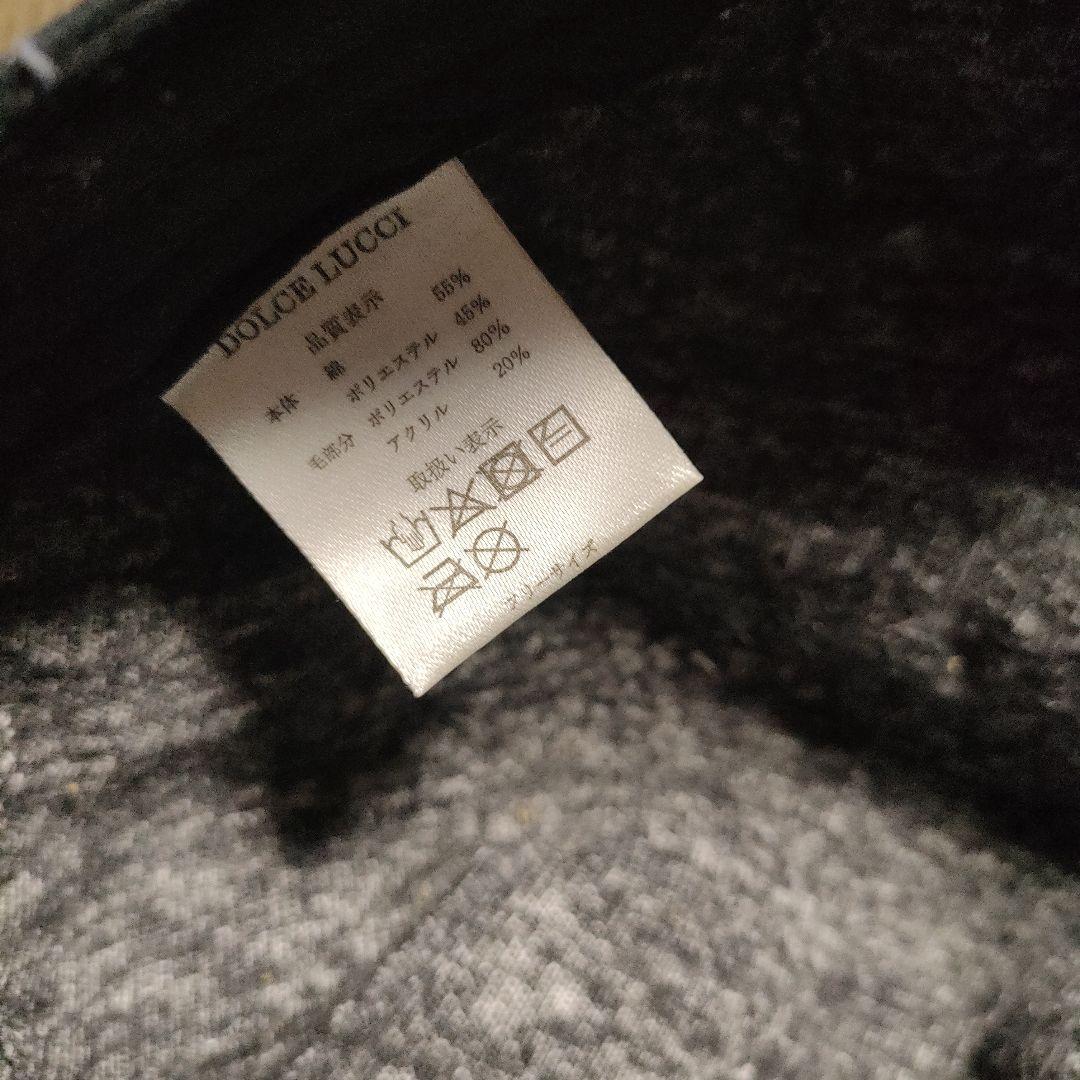 DOLCE LUCCI
品質表示
本体 綿 55%
ポリエステル 45%
毛部分 ポリエステル 80%
アクリル 20%
取扱い表示
フリーサイズ